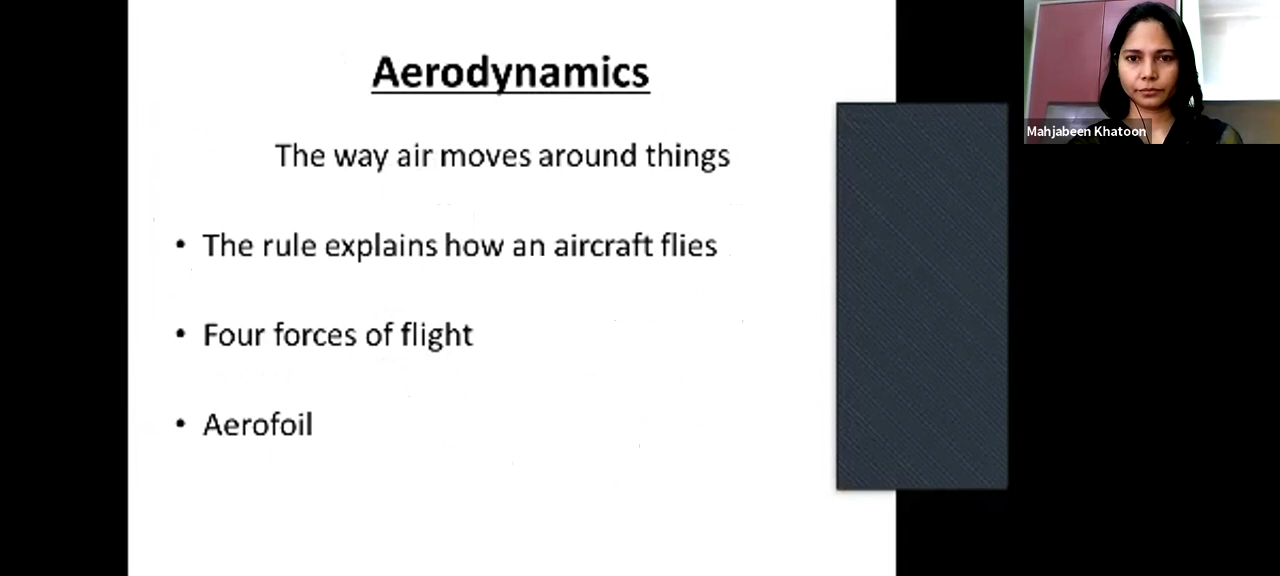 Aerodynamics
The way air moves around things
• The rule explains how an aircraft flies
• Four forces of flight
• Aerofoil
Mahjabeen Khatoon